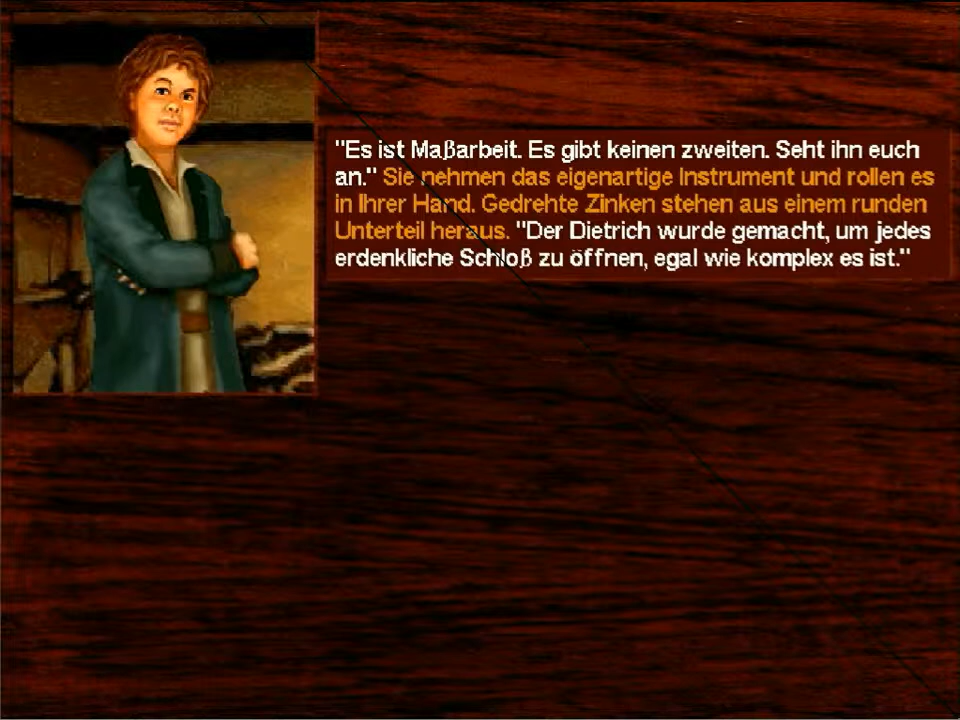 "Es ist Maßarbeit. Es gibt keinen zweiten. Seht ihn euch
an." Sie nehmen das eigenartige Instrument und rollen es
in Ihrer Hand. Gedrehte Zinken stehen aus einem runden
Unterteil heraus. "Der Dietrich wurde gemacht, um jedes
erdenkliche Schloß zu öffnen, egal wie komplex es ist."